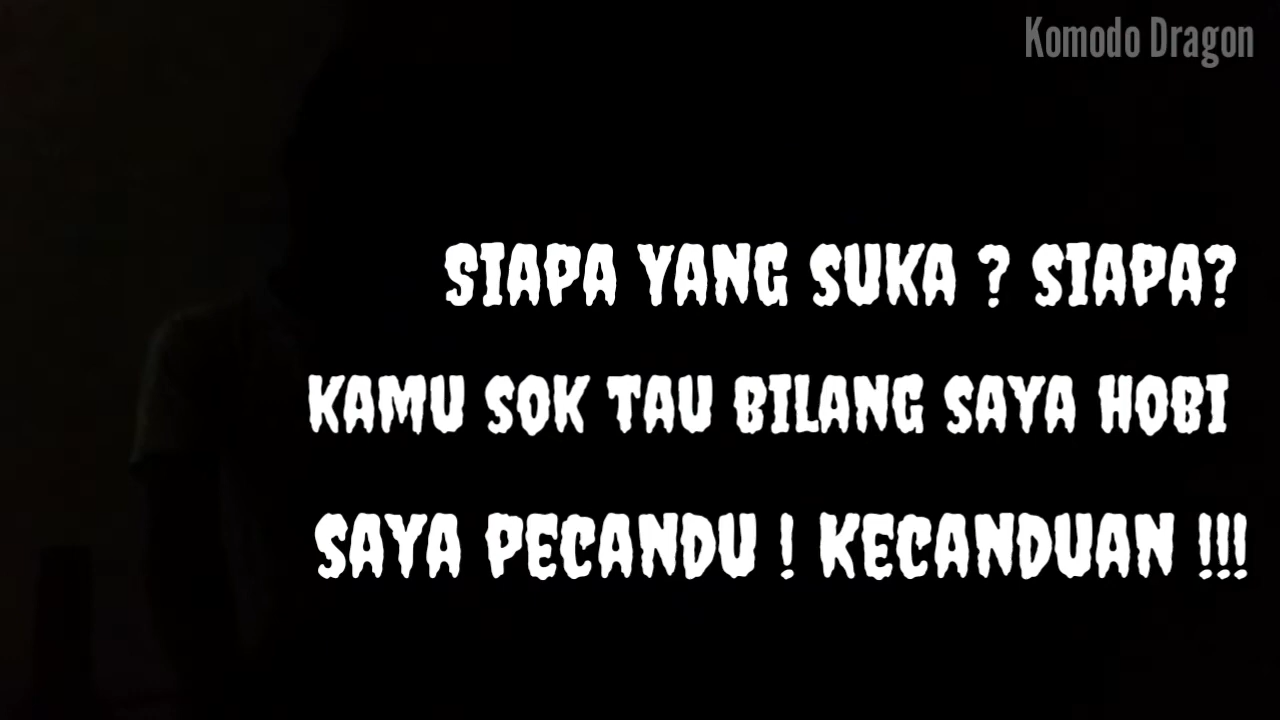 Komodo Dragon
SIAPA YANG SUKA ? SIAPA?
KAMU SOK TAU BILANG SAYA HOBI
SAYA PECANDU ! KECANDUAN !!!